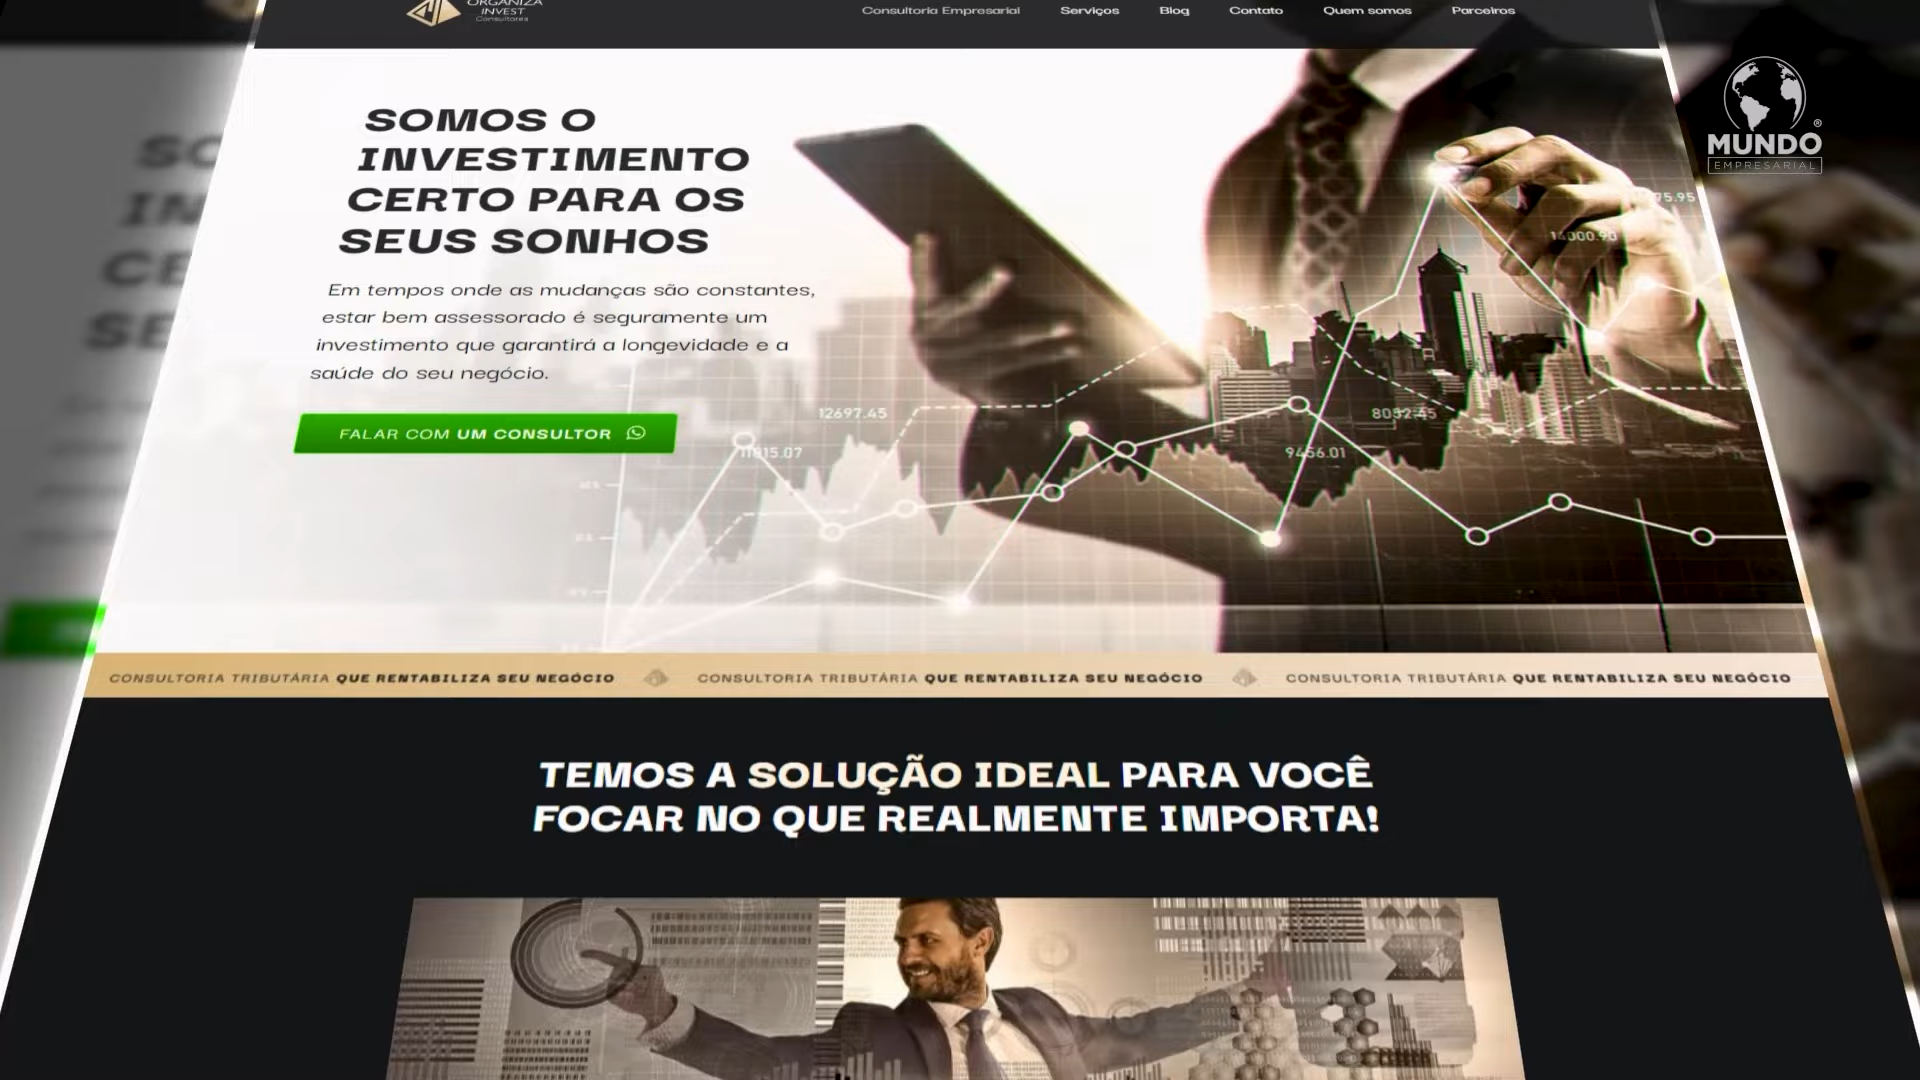 ORGANIZA
INVEST
Consultores
Consultoria Empresarial
Serviços
Blog
Contato
Quem somos
Parceiros
MUNDO
EMPRESARIAL
SOMOS O
INVESTIMENTO
CERTO PARA OS
SEUS SONHOS
Em tempos onde as mudanças são constantes,
estar bem assessorado é seguramente um
investimento que garantirá a longevidade e a
saúde do seu negócio.
FALAR COM UM CONSULTOR
14000.90
12697.45
8032.45
9456.01
CONSULTORIA TRIBUTÁRIA QUE RENTABILIZA SEU NEGÓCIO
CONSULTORIA TRIBUTÁRIA QUE RENTABILIZA SEU NEGÓCIO
CONSULTORIA TRIBUTÁRIA QUE RENTABILIZA SEU NEGÓCIO
TEMOS A SOLUÇÃO IDEAL PARA VOCÊ
FOCAR NO QUE REALMENTE IMPORTA!